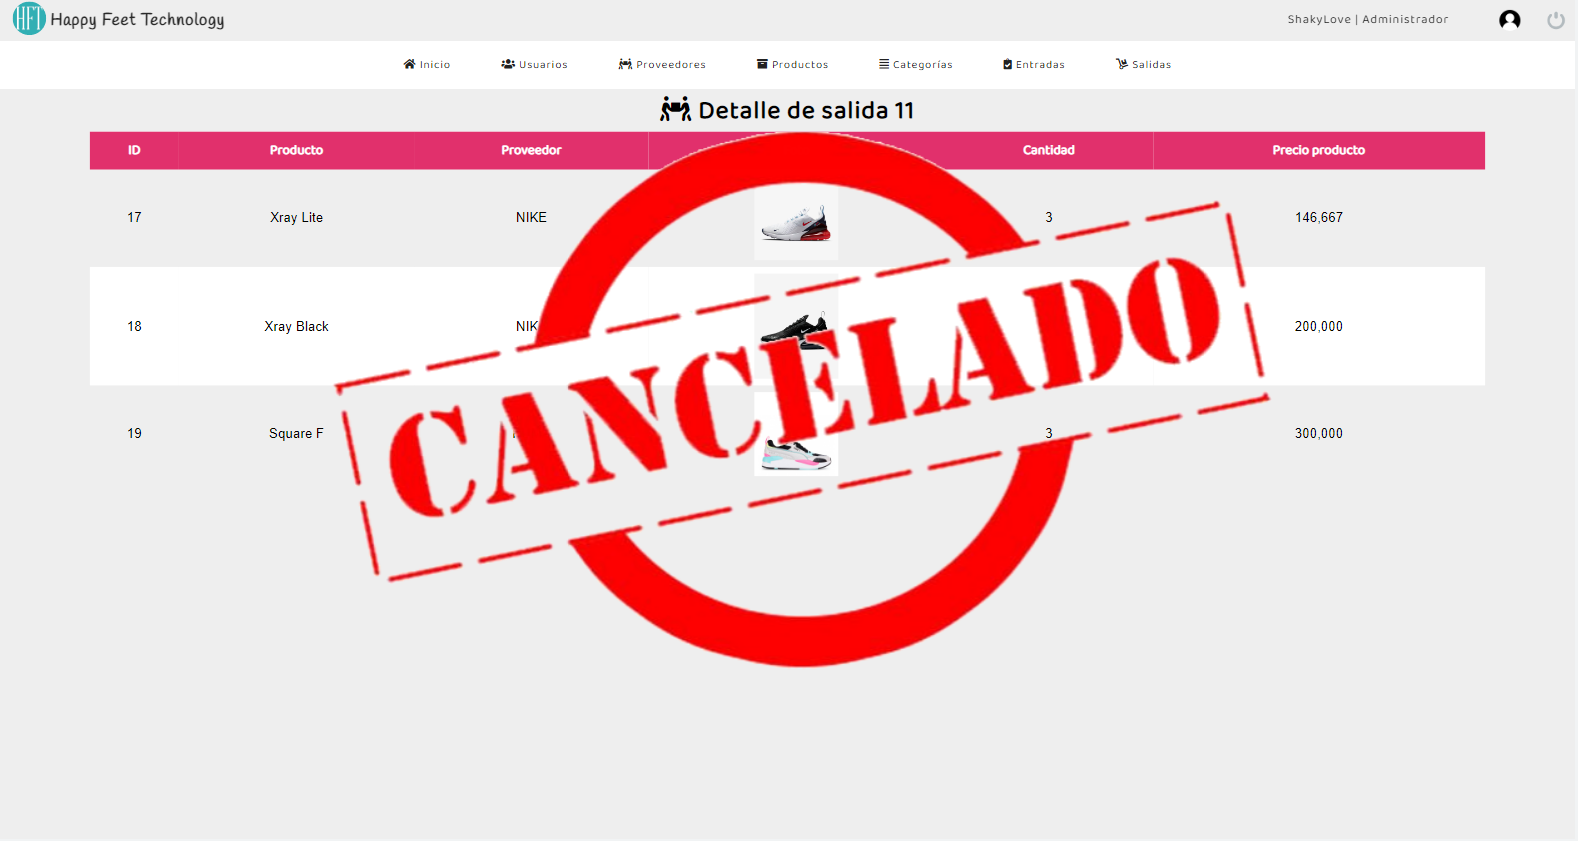 HFT Happy Feet Technology
ShakyLove | Administrador
Inicio Usuarios Proveedores Productos Categorías Entradas Salidas
Detalle de salida 11
ID Producto Proveedor Cantidad Precio producto
17 Xray Lite NIKE 3 146,667
18 Xray Black NIK 200,000
19 Square F 3 300,000
CANCELADO